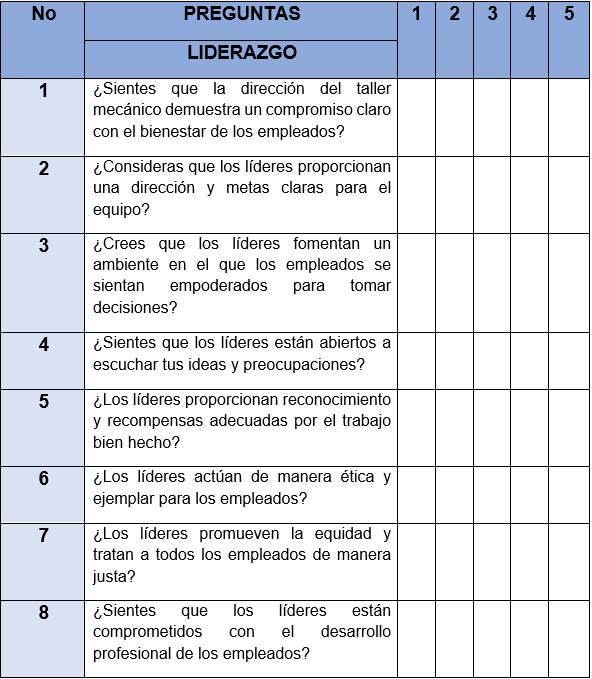 No PREGUNTAS 1 2 3 4 5
LIDERAZGO
1 ¿Sientes que la dirección del taller
mecánico demuestra un compromiso claro
con el bienestar de los empleados?
2 ¿Consideras que los líderes proporcionan
una dirección y metas claras para el
equipo?
3 ¿Crees que los líderes fomentan un
ambiente en el que los empleados se
sientan empoderados para tomar
decisiones?
4 ¿Sientes que los líderes están abiertos a
escuchar tus ideas y preocupaciones?
5 ¿Los líderes proporcionan reconocimiento
y recompensas adecuadas por el trabajo
bien hecho?
6 ¿Los líderes actúan de manera ética y
ejemplar para los empleados?
7 ¿Los líderes promueven la equidad y
tratan a todos los empleados de manera
justa?
8 ¿Sientes que los líderes están
comprometidos con el desarrollo
profesional de los empleados?